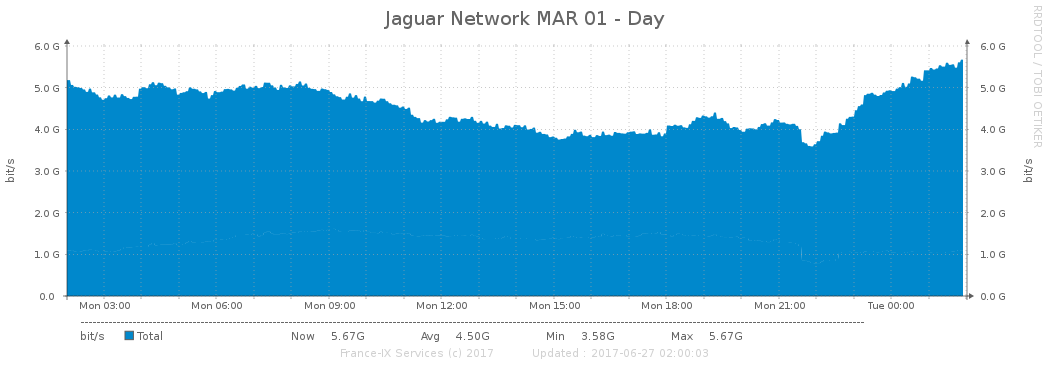 Jaguar Network MAR 01 - Day
RRDTOOL / TOBI OETIKER
6.0 G 6.0 G
5.0 G 5.0 G
4.0 G 4.0 G
3.0 G 3.0 G
2.0 G 2.0 G
1.0 G 1.0 G
0.0 0.0 G
bit/s bit/s
Mon 03:00 Mon 06:00 Mon 09:00 Mon 12:00 Mon 15:00 Mon 18:00 Mon 21:00 Tue 00:00
bit/s Total Now 5.67G Avg 4.50G Min 3.58G Max 5.67G
France-IX Services (c) 2017 Updated : 2017-06-27 02:00:03